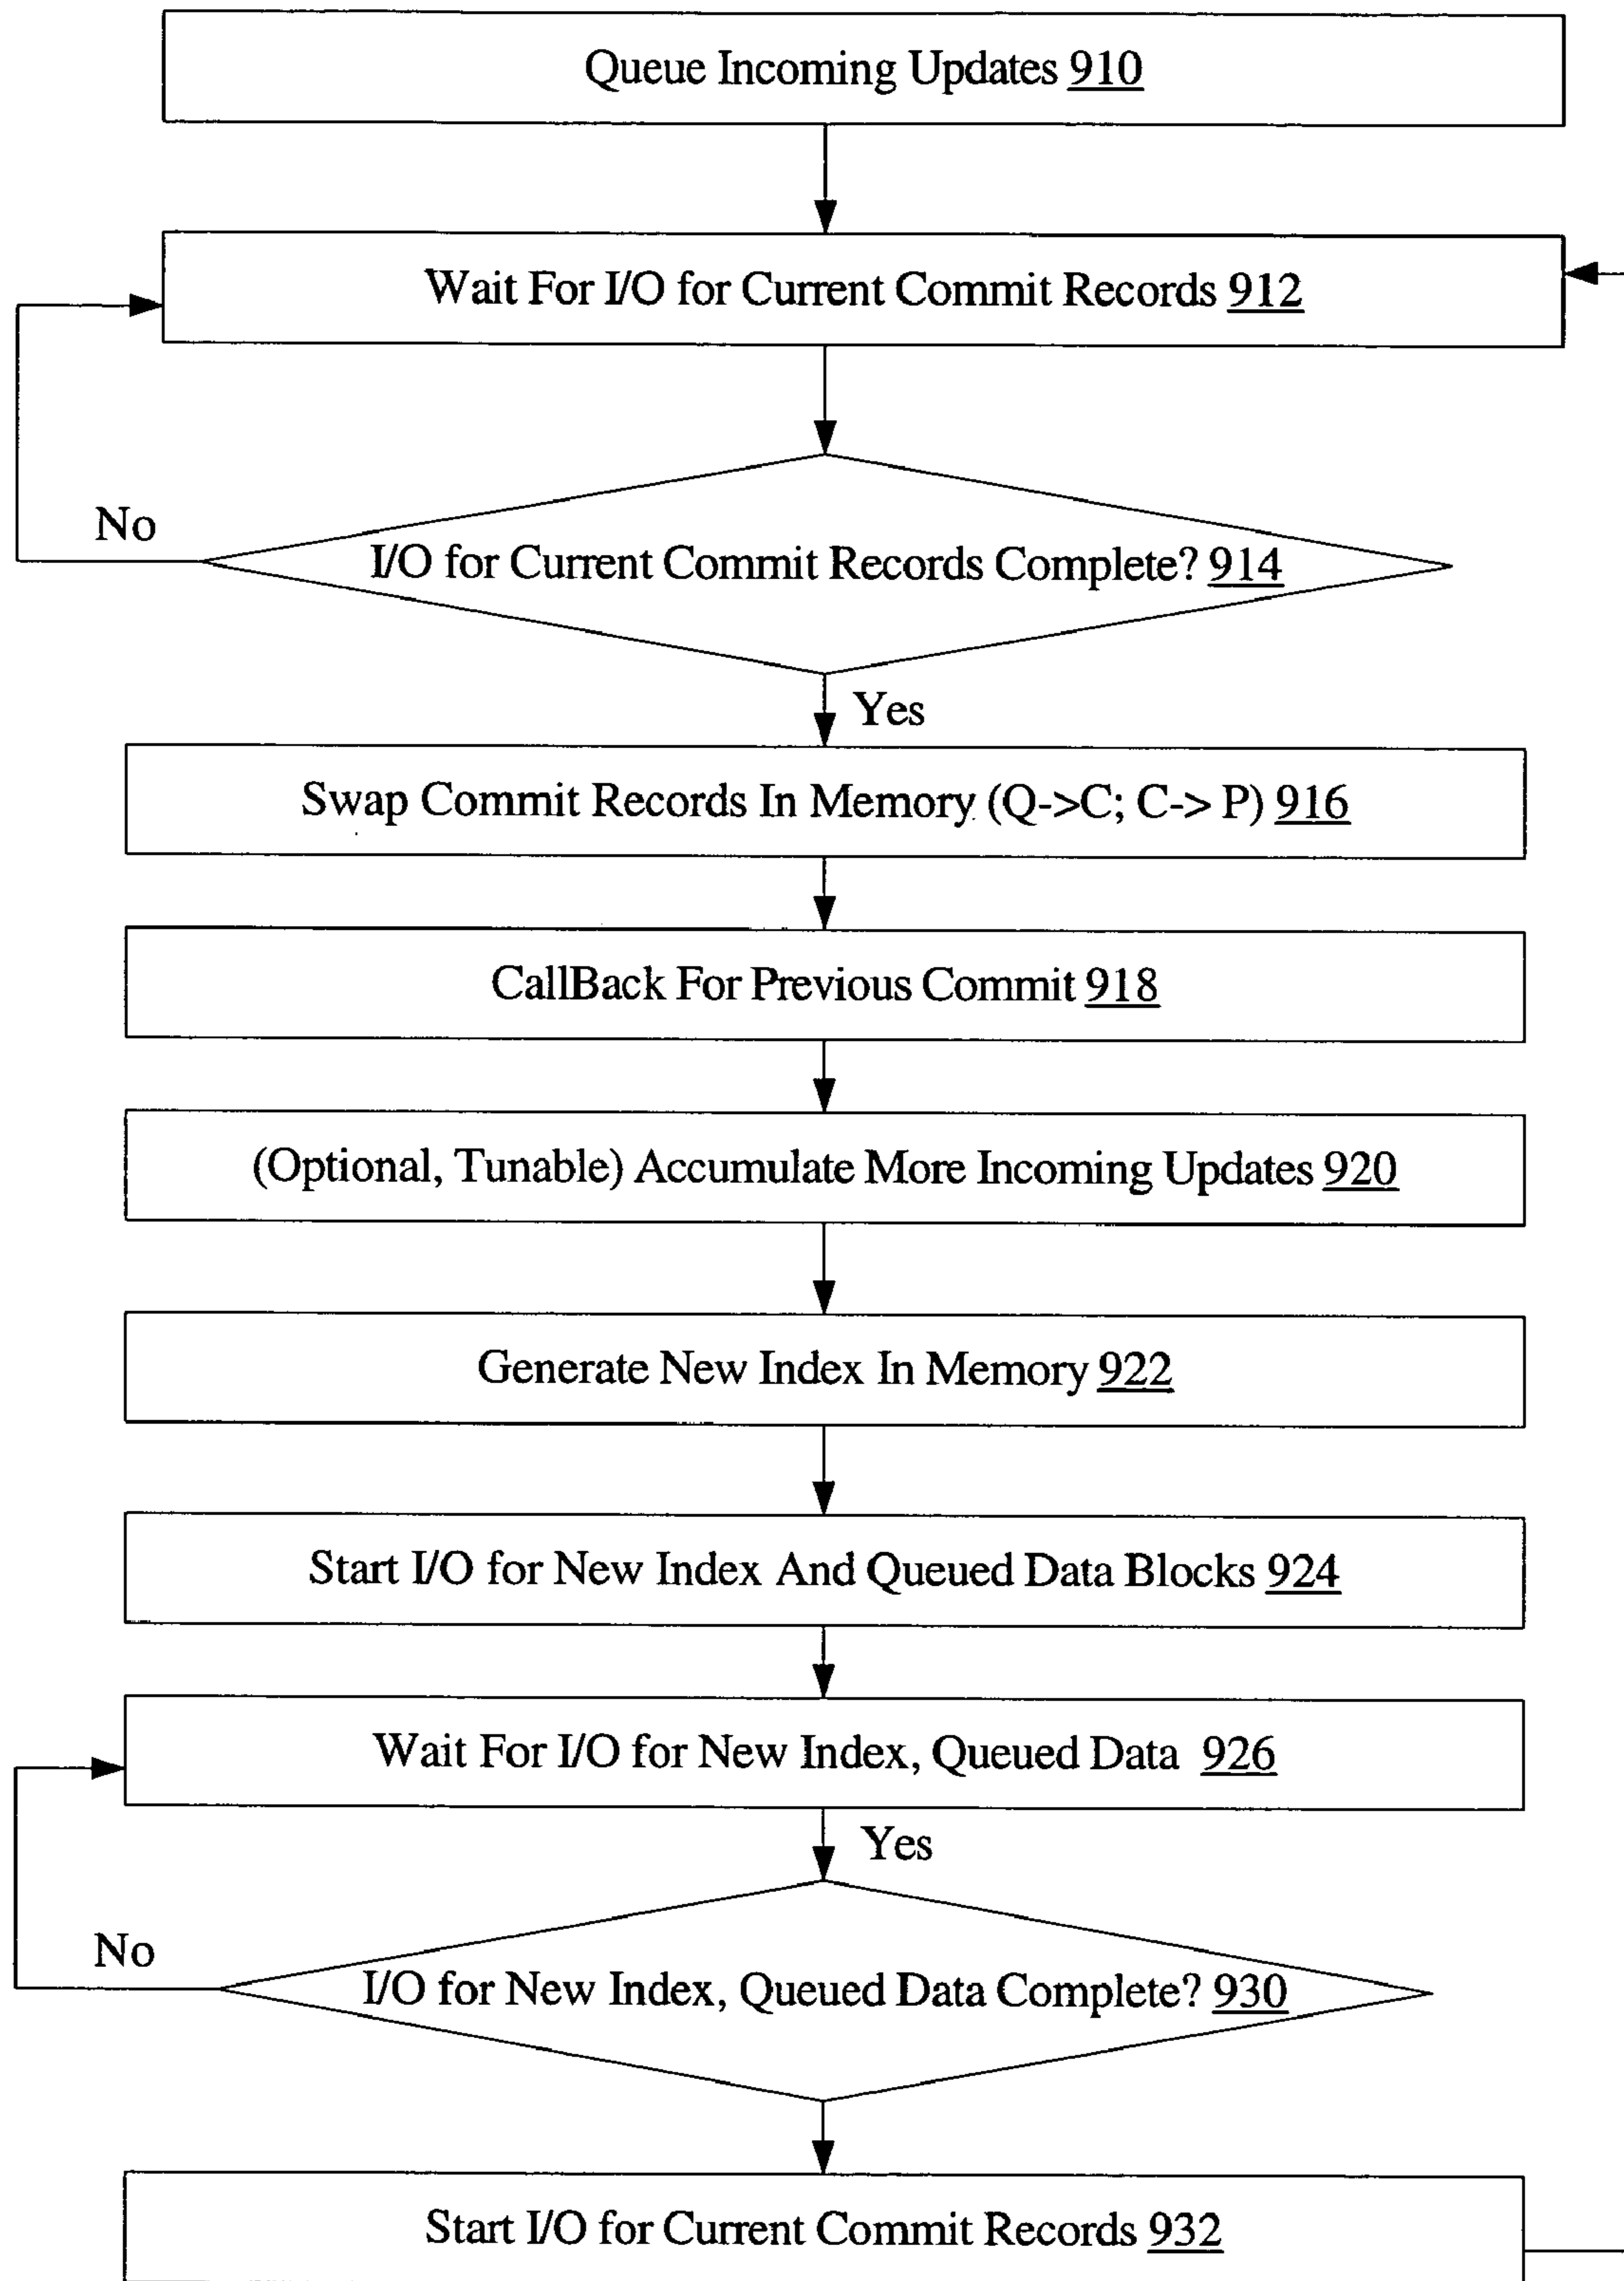 Queue Incoming Updates 910
Wait For I/O for Current Commit Records 912
No
I/O for Current Commit Records Complete? 914
Yes
Swap Commit Records In Memory (Q->C; C-> P) 916
CallBack For Previous Commit 918
(Optional, Tunable) Accumulate More Incoming Updates 920
Generate New Index In Memory 922
Start I/O for New Index And Queued Data Blocks 924
Wait For I/O for New Index, Queued Data 926
Yes
No
I/O for New Index, Queued Data Complete? 930
Start I/O for Current Commit Records 932